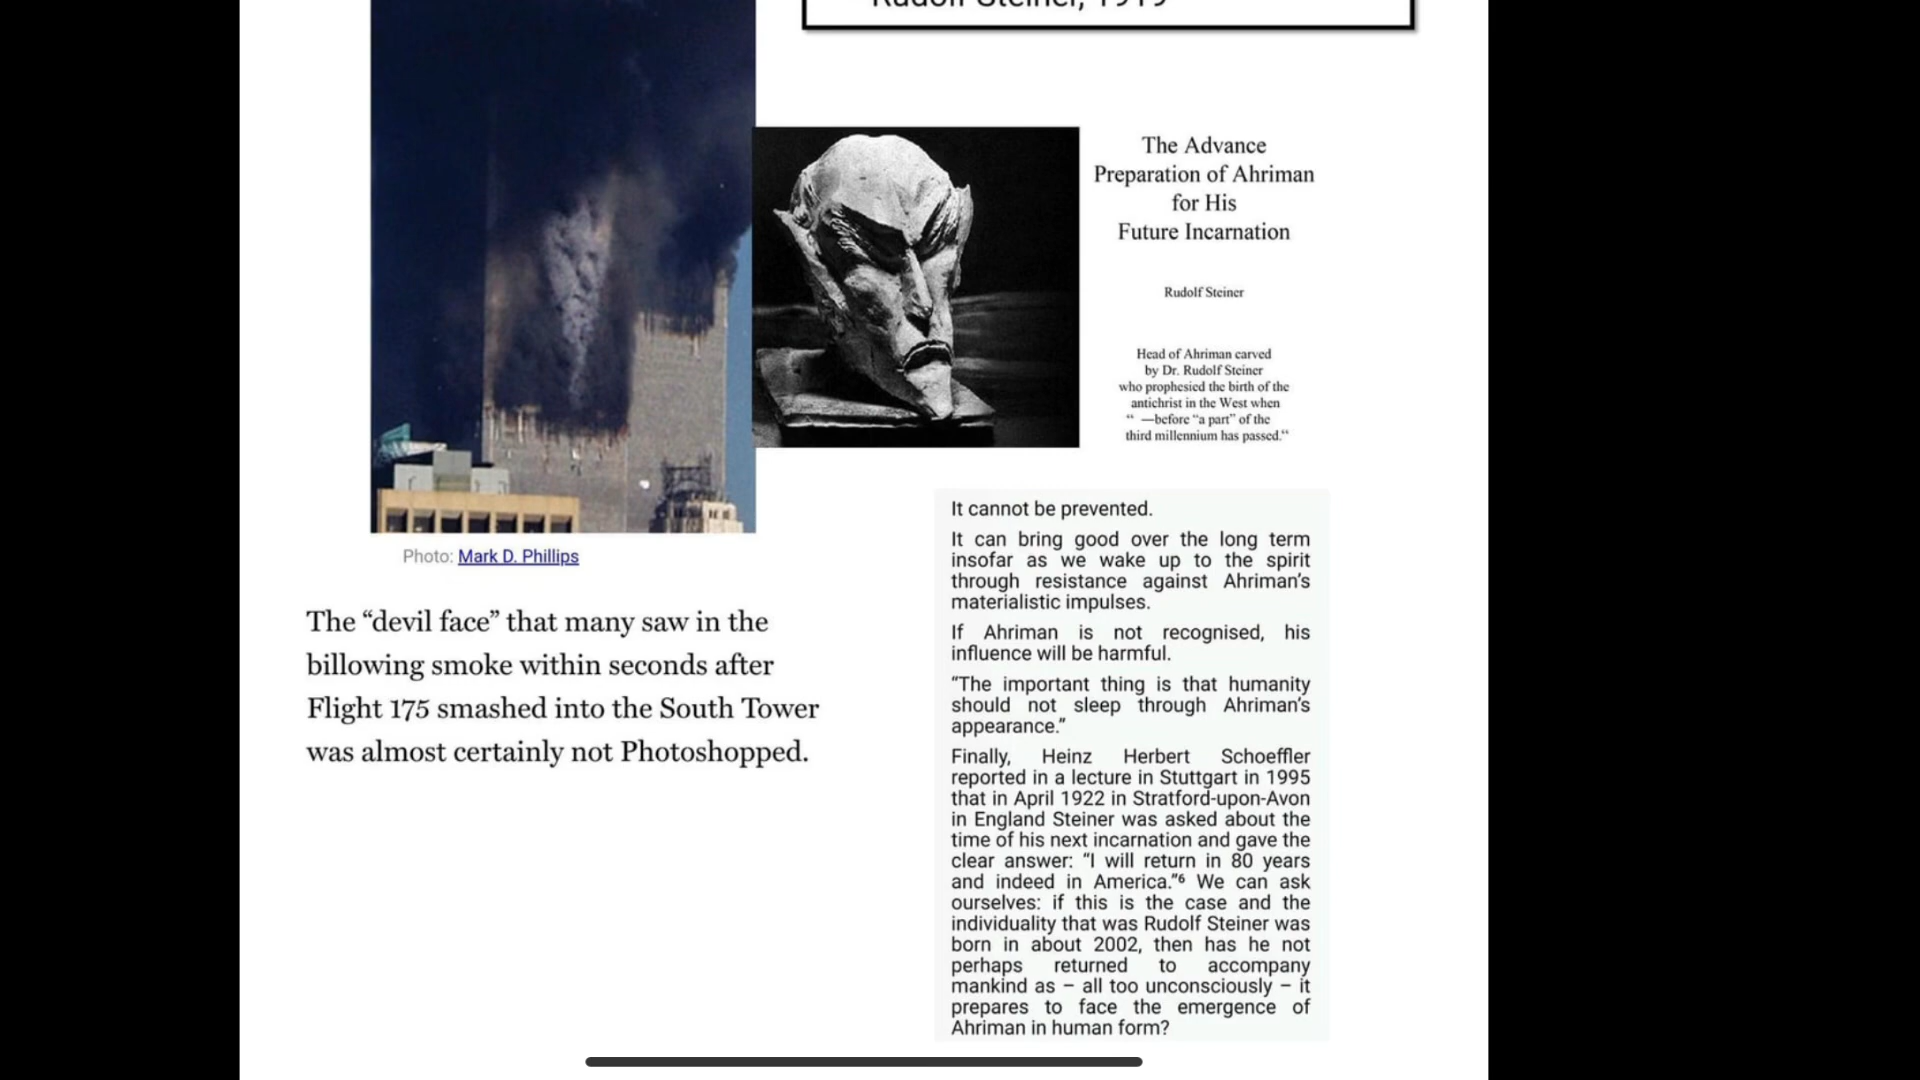 Rudolf Steiner, 1919
The Advance
Preparation of Ahriman
for His
Future Incarnation
Rudolf Steiner
Head of Ahriman carved
by Dr. Rudolf Steiner
who prophesied the birth of the
antichrist in the West when
“ —before “a part” of the
third millennium has passed.“
Photo: Mark D. Phillips
The “devil face” that many saw in the
billowing smoke within seconds after
Flight 175 smashed into the South Tower
was almost certainly not Photoshopped.
It cannot be prevented.
It can bring good over the long term
insofar as we wake up to the spirit
through resistance against Ahriman’s
materialistic impulses.
If Ahriman is not recognised, his
influence will be harmful.
“The important thing is that humanity
should not sleep through Ahriman’s
appearance.”
Finally, Heinz Herbert Schoeffler
reported in a lecture in Stuttgart in 1995
that in April 1922 in Stratford-upon-Avon
in England Steiner was asked about the
time of his next incarnation and gave the
clear answer: “I will return in 80 years
and indeed in America.”⁶ We can ask
ourselves: if this is the case and the
individuality that was Rudolf Steiner was
born in about 2002, then has he not
perhaps returned to accompany
mankind as – all too unconsciously – it
prepares to face the emergence of
Ahriman in human form?